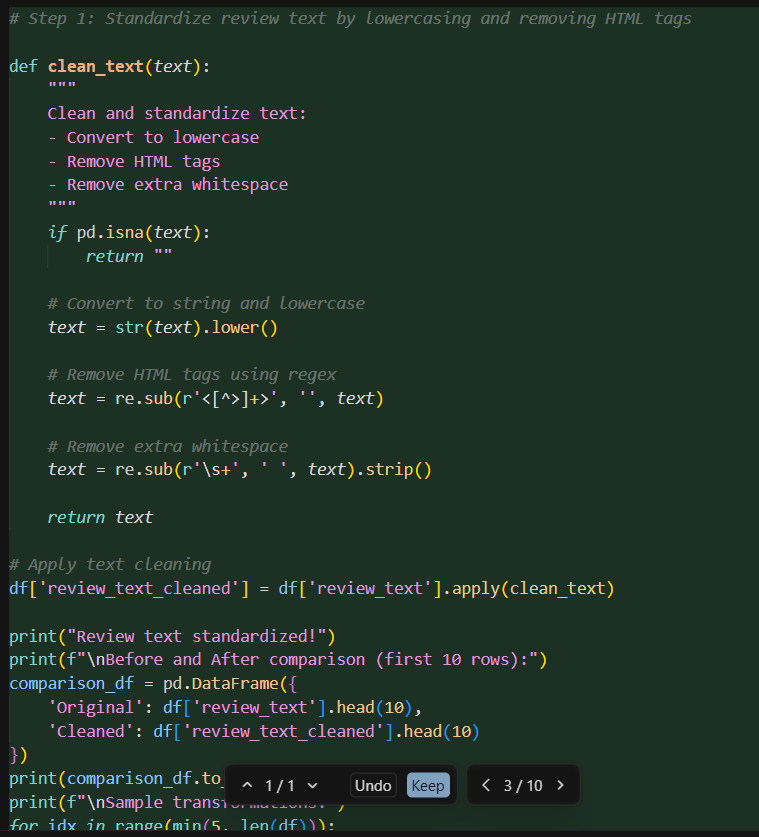 # Step 1: Standardize review text by lowercasing and removing HTML tags
def clean_text(text):
"""
Clean and standardize text:
- Convert to lowercase
- Remove HTML tags
- Remove extra whitespace
"""
if pd.isna(text):
return ""
# Convert to string and lowercase
text = str(text).lower()
# Remove HTML tags using regex
text = re.sub(r'<[^>]+>', '', text)
# Remove extra whitespace
text = re.sub(r'\s+', ' ', text).strip()
return text
# Apply text cleaning
df['review_text_cleaned'] = df['review_text'].apply(clean_text)
print("Review text standardized!")
print(f"\nBefore and After comparison (first 10 rows):")
comparison_df = pd.DataFrame({
'Original': df['review_text'].head(10),
'Cleaned': df['review_text_cleaned'].head(10)
})
print(comparison_df.to_
1/1 Undo Keep 3 / 10
print(f"\nSample transformations:")
for idx in range(min(5, len(df))):